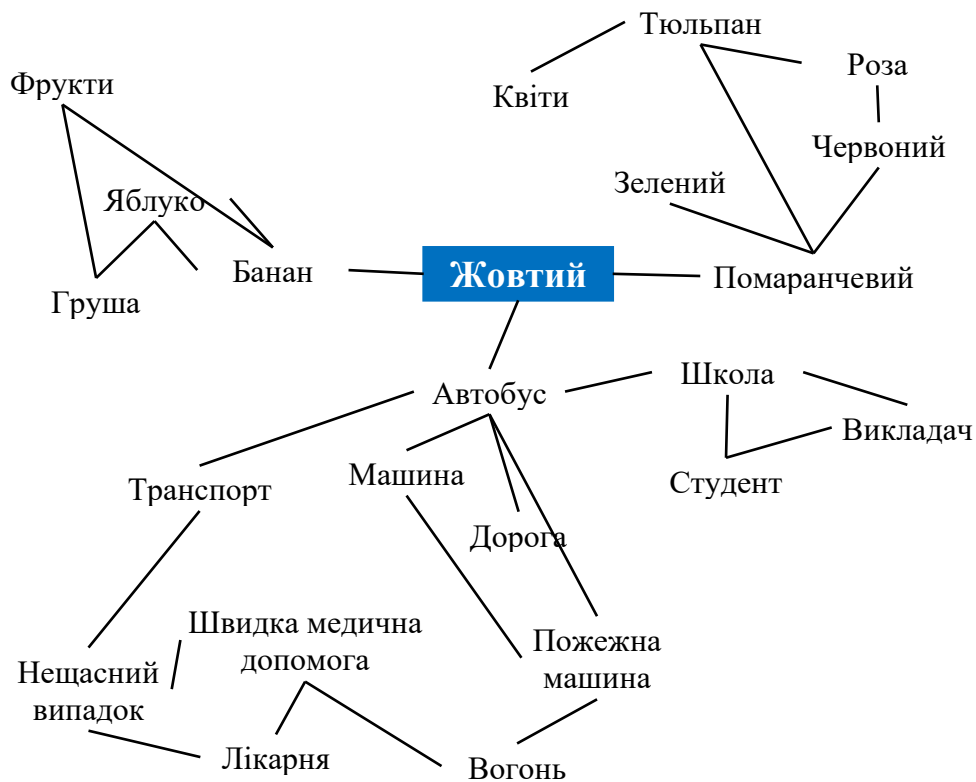 Тюльпан
Роза
Фрукти
Квіти
Червоний
Зелений
Яблуко
Банан
Жовтий
Помаранчевий
Груша
Автобус
Школа
Викладач
Машина
Студент
Транспорт
Дорога
Швидка медична
допомога
Пожежна
машина
Нещасний
випадок
Лікарня
Вогонь